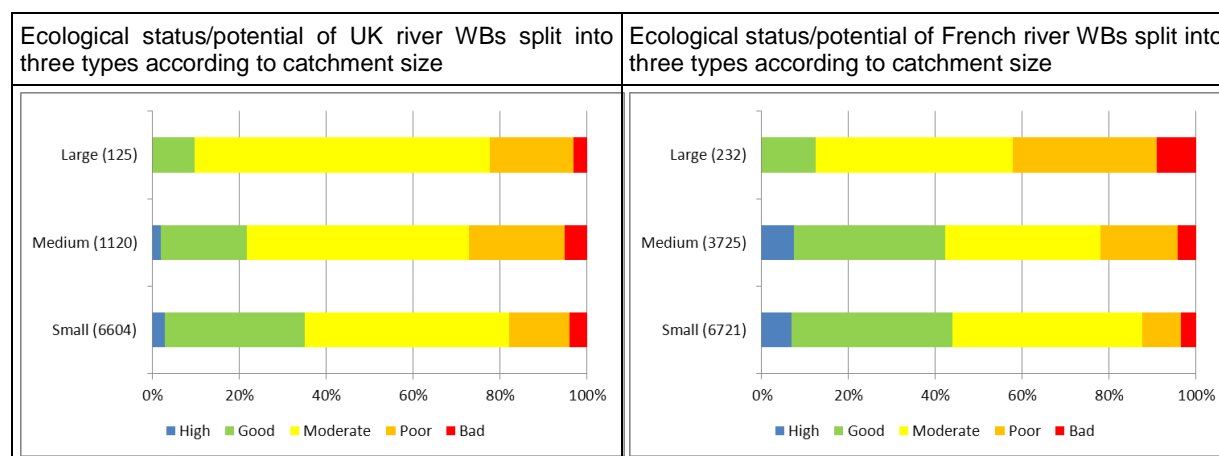 Ecological status/potential of UK river WBs split into
three types according to catchment size
Large (125)
Medium (1120)
Small (6604)
0% 20% 40% 60% 80% 100%
High Good Moderate Poor Bad
Ecological status/potential of French river WBs split into
three types according to catchment size
Large (232)
Medium (3725)
Small (6721)
0% 20% 40% 60% 80% 100%
High Good Moderate Poor Bad